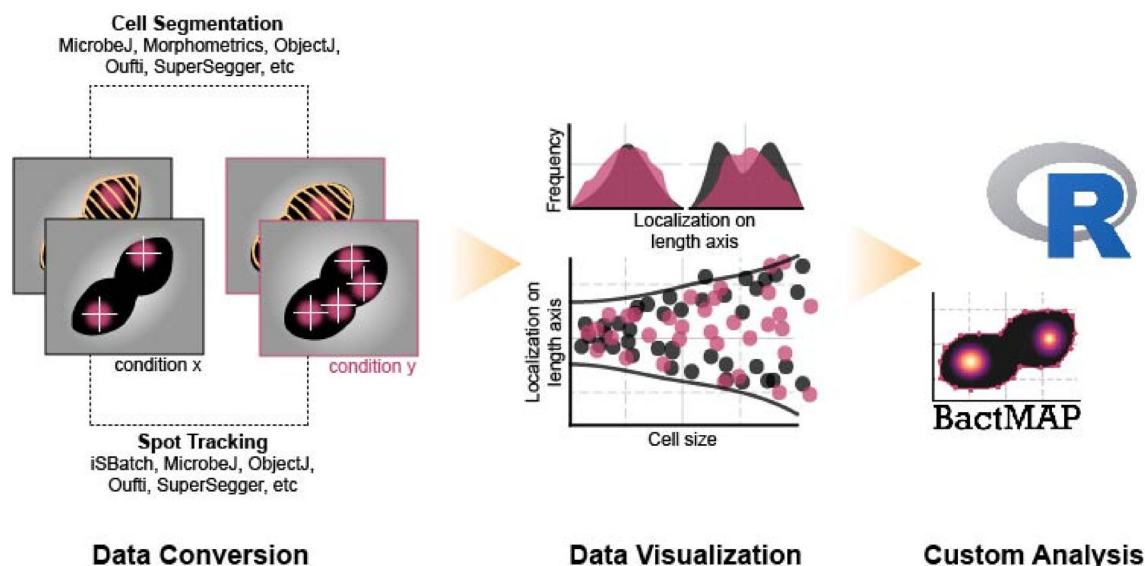 Cell Segmentation
MicrobeJ, Morphometrics, ObjectJ,
Oufti, SuperSegger, etc
condition x
condition y
Spot Tracking
iSBatch, MicrobeJ, ObjectJ,
Oufti, SuperSegger, etc
Data Conversion
Frequency
Localization on
length axis
Localization on
length axis
Cell size
Data Visualization
R
BactMAP
Custom Analysis